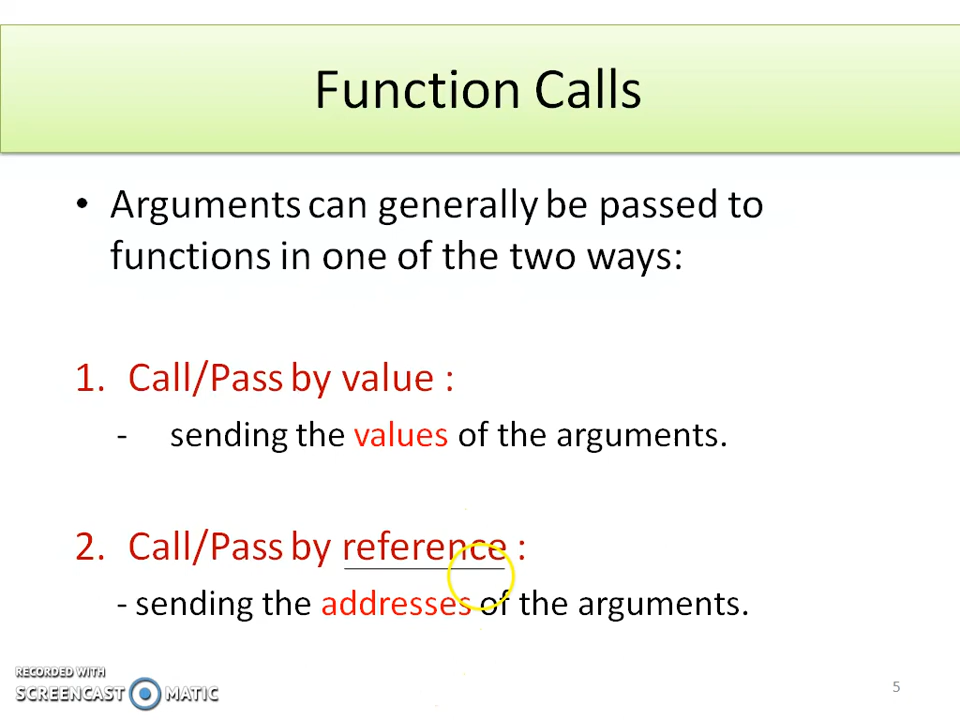 Function Calls
• Arguments can generally be passed to
functions in one of the two ways:
1. Call/Pass by value :
- sending the values of the arguments.
2. Call/Pass by reference :
- sending the addresses of the arguments.
RECORDED WITH
SCREENCAST MATIC
5